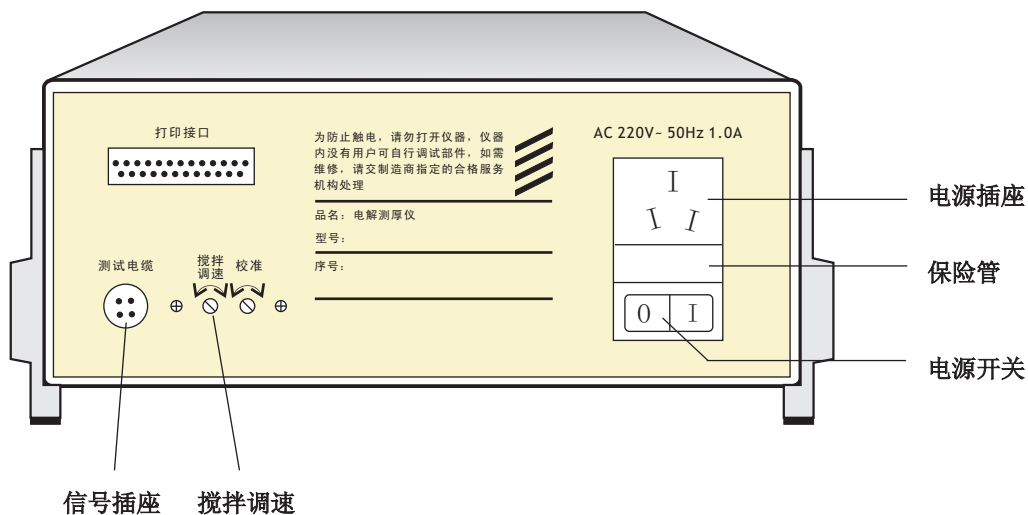 打印接口
为防止触电，请勿打开仪器，仪器
内没有用户可自行调试部件，如需
维修，请交制造商指定的合格服务
机构处理
品名：电解测厚仪
型号：
序号：
测试电缆
搅拌
调速
校准
AC 220V~ 50Hz 1.0A
I
I I
0 I
电源插座
保险管
电源开关
信号插座
搅拌调速